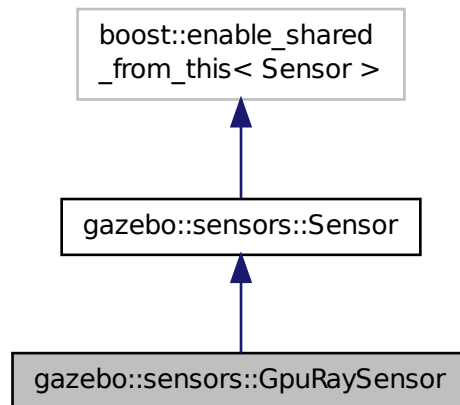 boost::enable_shared
_from_this< Sensor >
gazebo::sensors::Sensor
gazebo::sensors::GpuRaySensor